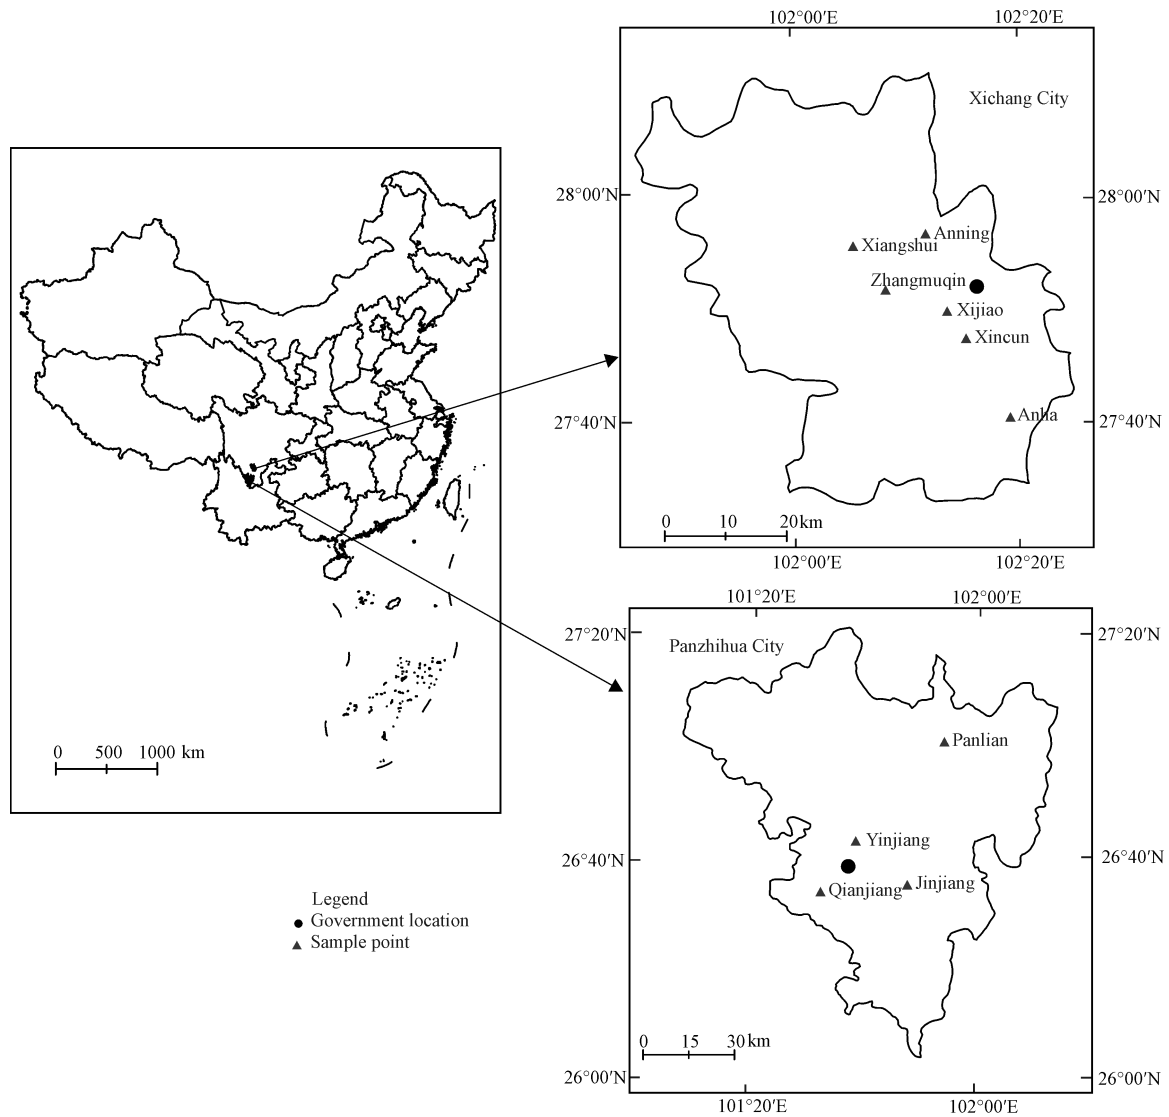 102°00′E 102°20′E
Xichang City
28°00′N 28°00′N
Anning
Xiangshui
Zhangmuqin
Xijiao
Xincun
Anha
27°40′N 27°40′N
0 10 20km
102°00′E 102°20′E
101°20′E 102°00′E
27°20′N 27°20′N
Panzhihua City
Panlian
0 500 1000 km
Yinjiang
26°40′N 26°40′N
Qianjiang Jinjiang
Legend
Government location
Sample point
0 15 30km
26°00′N 26°00′N
101°20′E 102°00′E